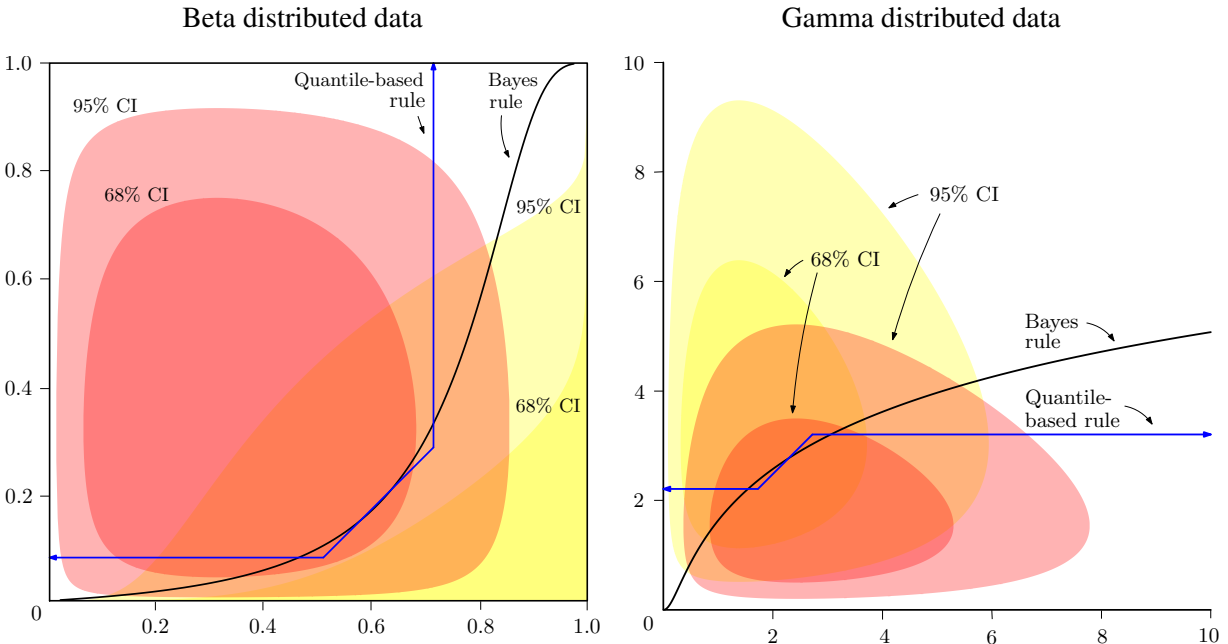 Beta distributed data
1.0
0.8
0.6
0.4
0.2
0
0.2
0.4
0.6
0.8
1.0
95% CI
68% CI
Quantile-based
rule
Bayes
rule
95% CI
68% CI
Gamma distributed data
10
8
6
4
2
0
2
4
6
8
10
95% CI
68% CI
Bayes
rule
Quantile-
based rule